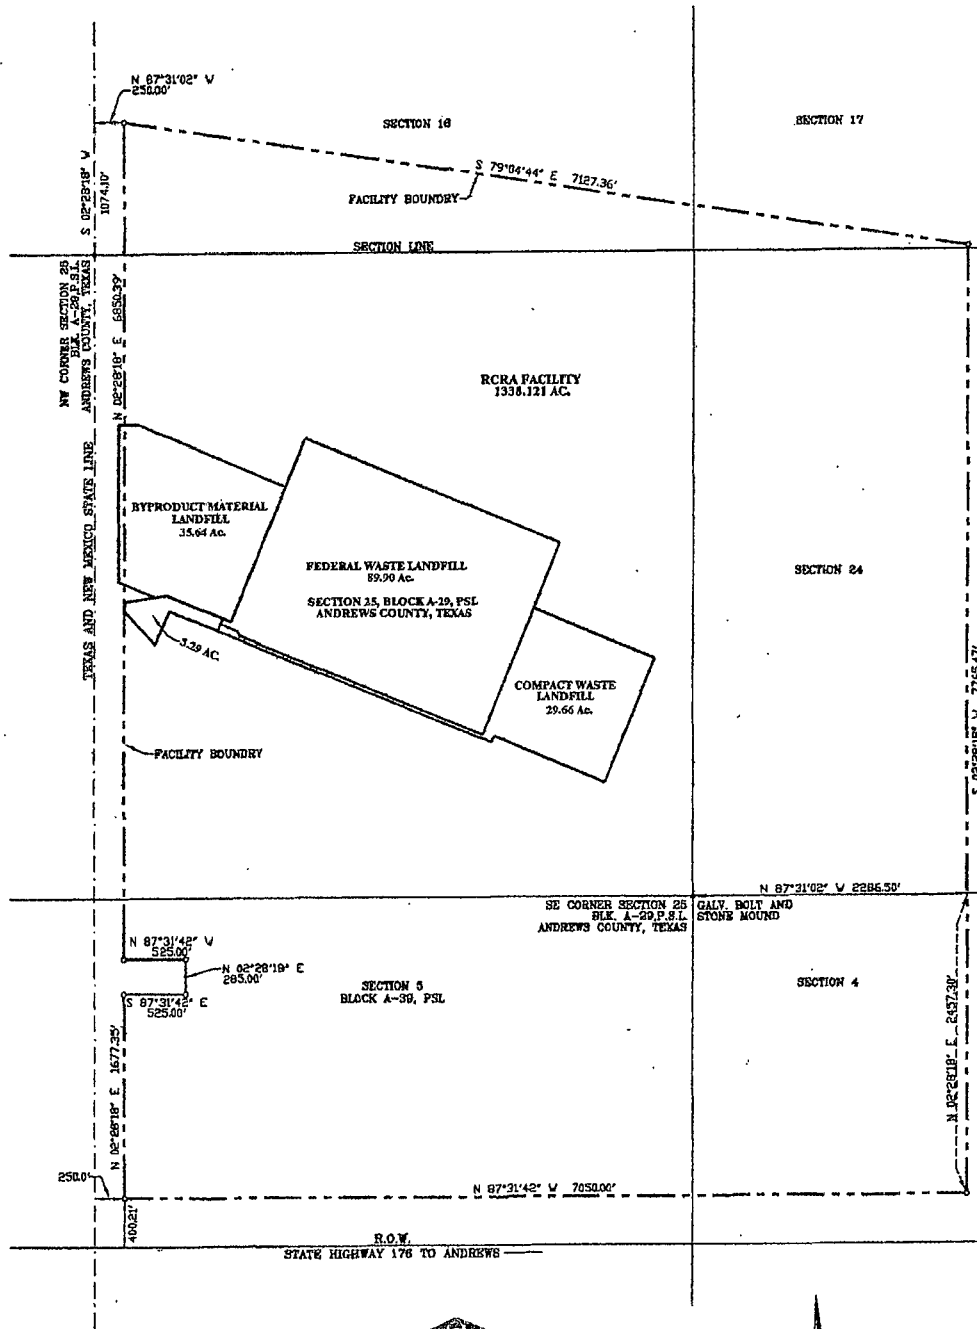 N 87°31'02" W
250.00'
SECTION 16
SECTION 17
S 02°28'18" W
1074.10'
S 79°04'44" E 7127.36'
FACILITY BOUNDRY
SECTION LINE
NW CORNER SECTION 25
BLK. A-29,P.S.L.
ANDREWS COUNTY, TEXAS
N 02°28'18" E 6850.39'
RCRA FACILITY
1338.121 AC.
BYPRODUCT MATERIAL
LANDFILL
35.64 Ac.
FEDERAL WASTE LANDFILL
89.90 Ac.
SECTION 25, BLOCK A-29, PSL
ANDREWS COUNTY, TEXAS
SECTION 24
TEXAS AND NEW MEXICO STATE LINE
COMPACT WASTE
LANDFILL
29.66 Ac.
FACILITY BOUNDRY
N 87°31'02" W 2286.50'
SE CORNER SECTION 25
BLK. A-29,P.S.L.
ANDREWS COUNTY, TEXAS
GALV. BOLT AND
STONE MOUND
N 87°31'42" W
525.00'
N 02°28'18" E
285.00'
S 87°31'42" E
525.00'
SECTION 5
BLOCK A-39, PSL
SECTION 4
N 02°28'18" E 2457.30'
N 02°28'18" E 1677.35'
250.0'
N 87°31'42" W 7050.00'
400.21'
R.O.W.
STATE HIGHWAY 176 TO ANDREWS